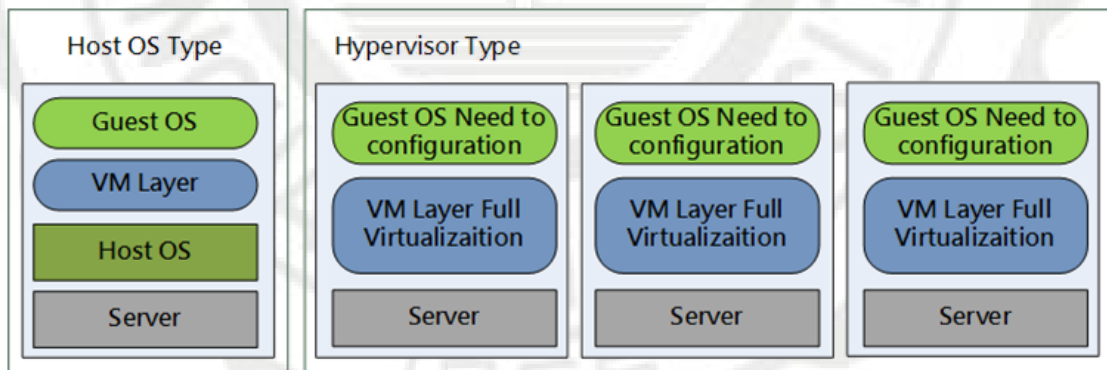 Host OS Type
Guest OS
VM Layer
Host OS
Server
Hypervisor Type
Guest OS Need to
configuration
VM Layer Full
Virtualizaition
Server
Guest OS Need to
configuration
VM Layer Full
Virtualizaition
Server
Guest OS Need to
configuration
VM Layer Full
Virtualizaition
Server